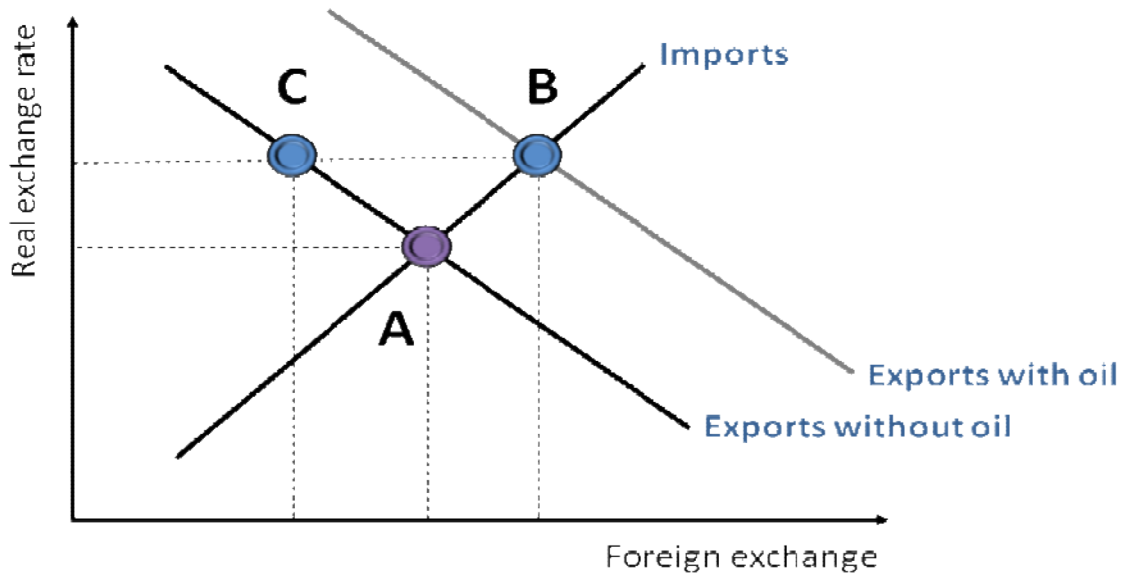 Real exchange rate
C
B
Imports
A
Exports with oil
Exports without oil
Foreign exchange